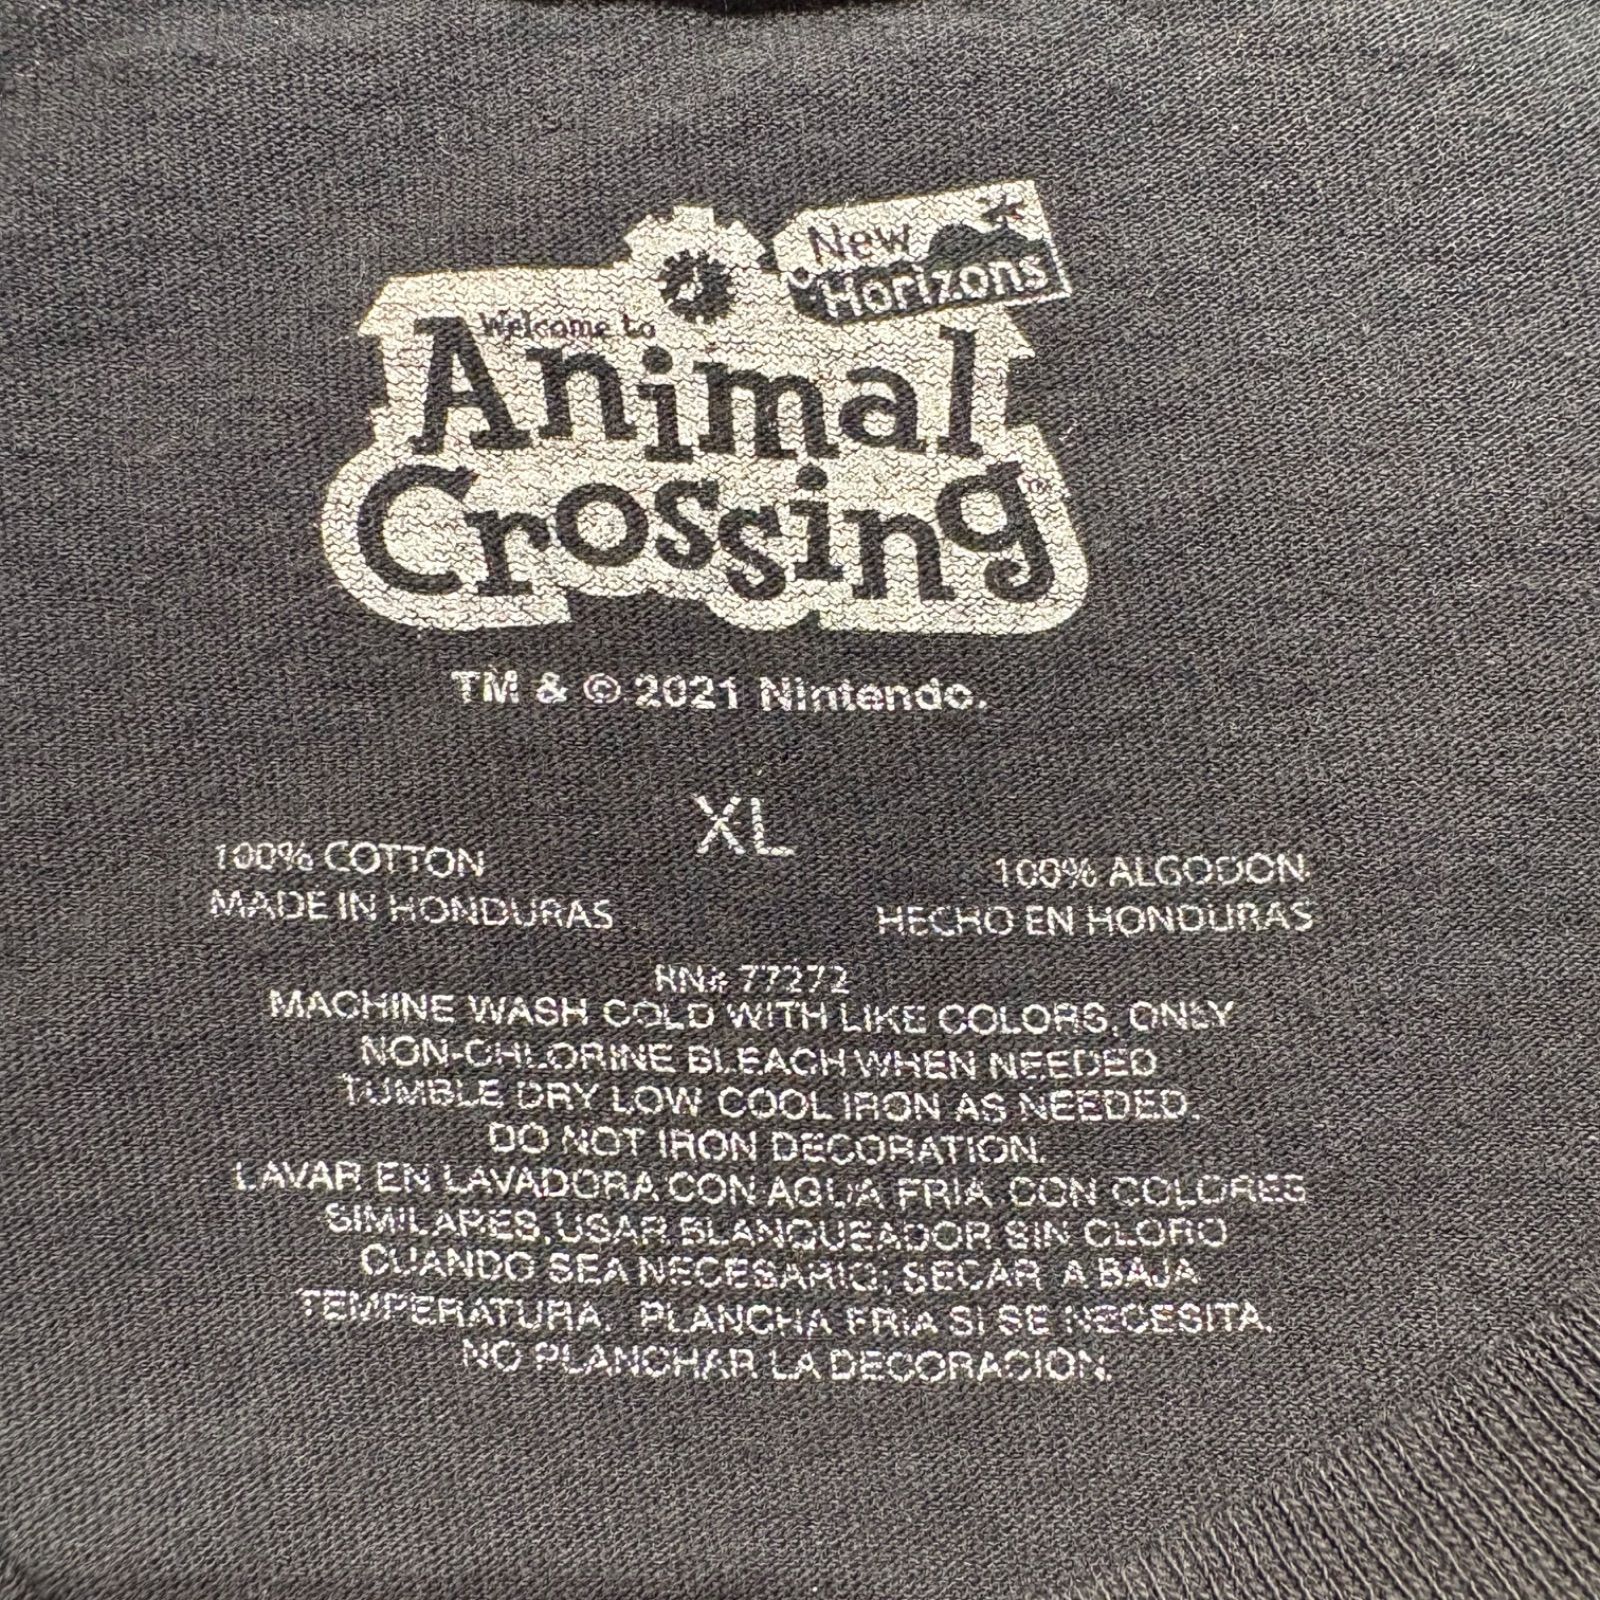 New
Horizons
Welcome to
Animal
Crossing
TM & © 2021 Nintendo.
XL
100% COTTON
MADE IN HONDURAS
100% ALGODON
HECHO EN HONDURAS
RN# 77272
MACHINE WASH COLD WITH LIKE COLORS, ONLY
NON-CHLORINE BLEACH WHEN NEEDED
TUMBLE DRY LOW COOL IRON AS NEEDED.
DO NOT IRON DECORATION.
LAVAR EN LAVADORA CON AGUA FRIA CON COLORES
SIMILARES, USAR BLANQUEADOR SIN CLORO
CUANDO SEA NECESARIO, SECAR A BAJA
TEMPERATURA. PLANCHA FRIA SI SE NECESITA.
NO PLANCHAR LA DECORACION.